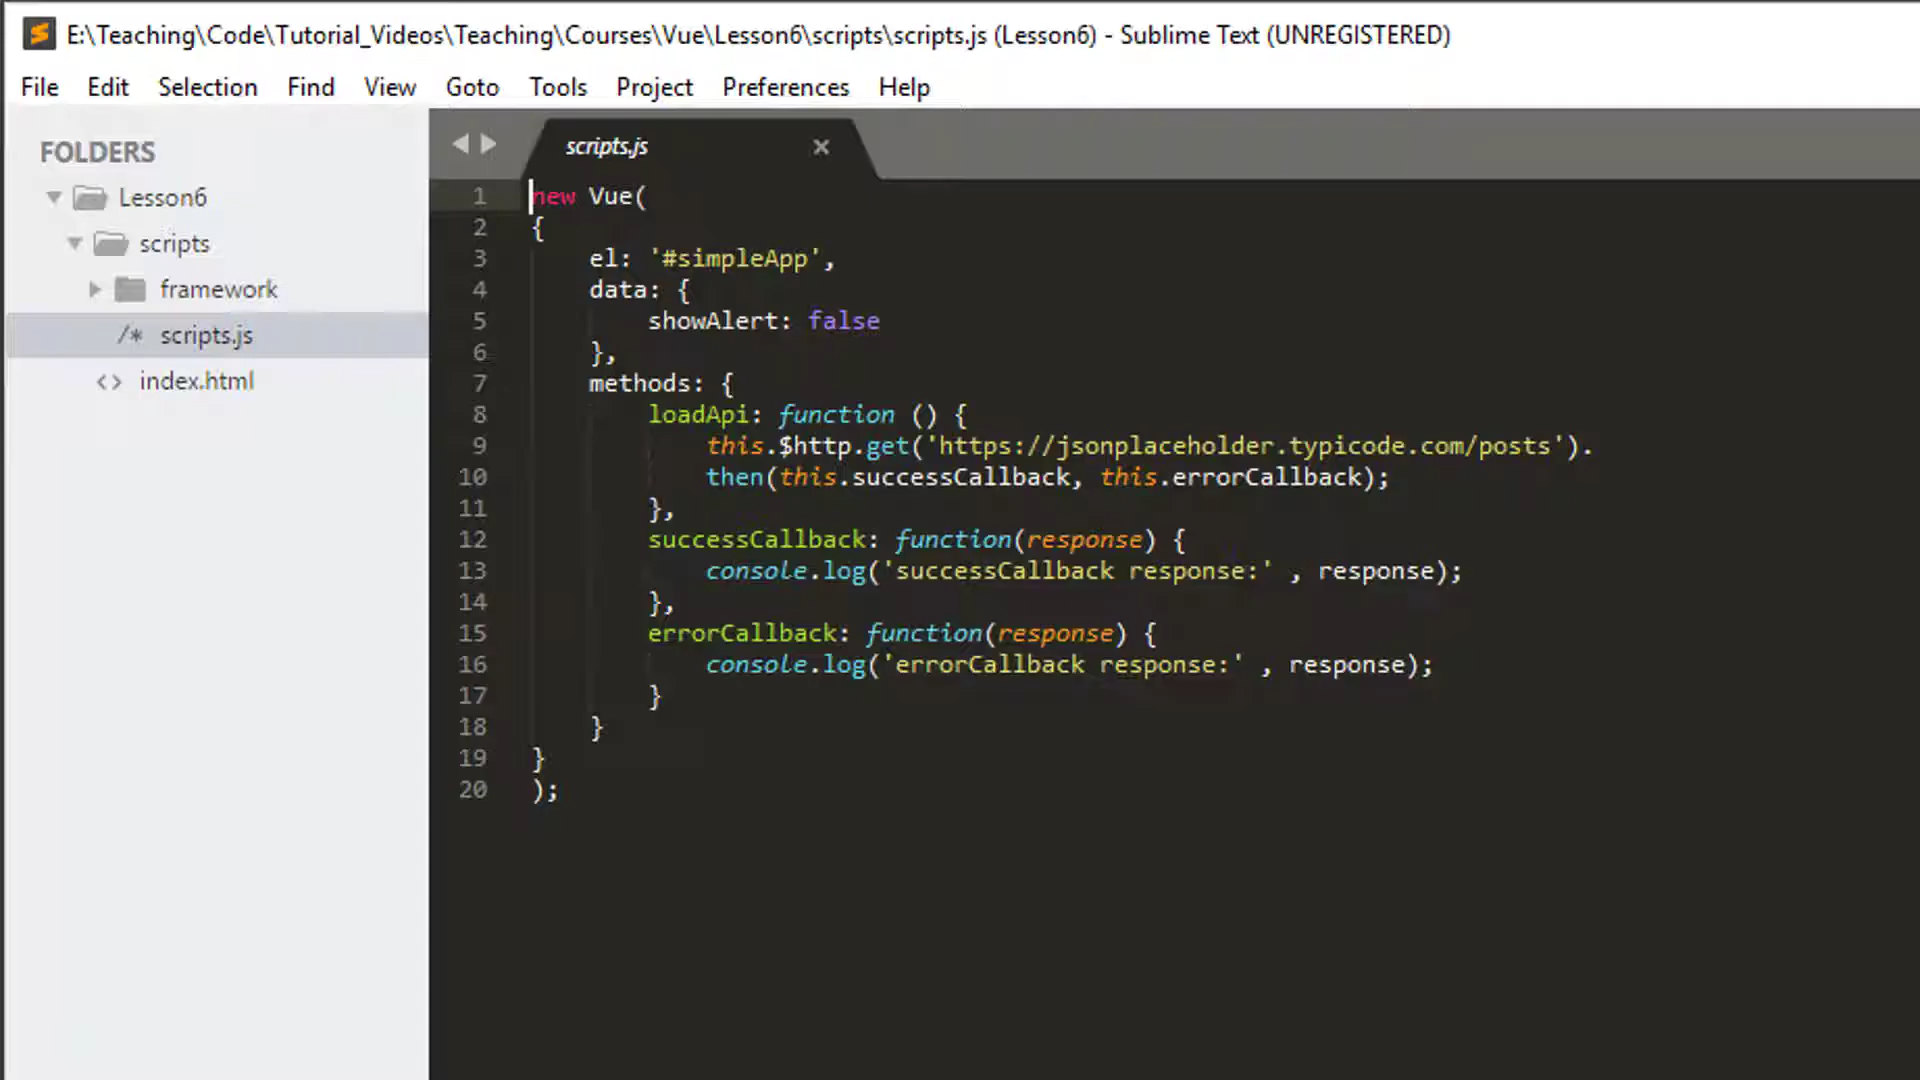 E:\Teaching\Code\Tutorial_Videos\Teaching\Courses\Vue\Lesson6\scripts\scripts.js (Lesson6) - Sublime Text (UNREGISTERED)
File Edit Selection Find View Goto Tools Project Preferences Help
FOLDERS
Lesson6
scripts
framework
/* scripts.js
<> index.html
scripts.js ×
1 new Vue(
2 {
3     el: '#simpleApp',
4     data: {
5         showAlert: false
6     },
7     methods: {
8         loadApi: function () {
9             this.$http.get('https://jsonplaceholder.typicode.com/posts').
10             then(this.successCallback, this.errorCallback);
11         },
12         successCallback: function(response) {
13             console.log('successCallback response:' , response);
14         },
15         errorCallback: function(response) {
16             console.log('errorCallback response:' , response);
17         }
18     }
19 }
20 );